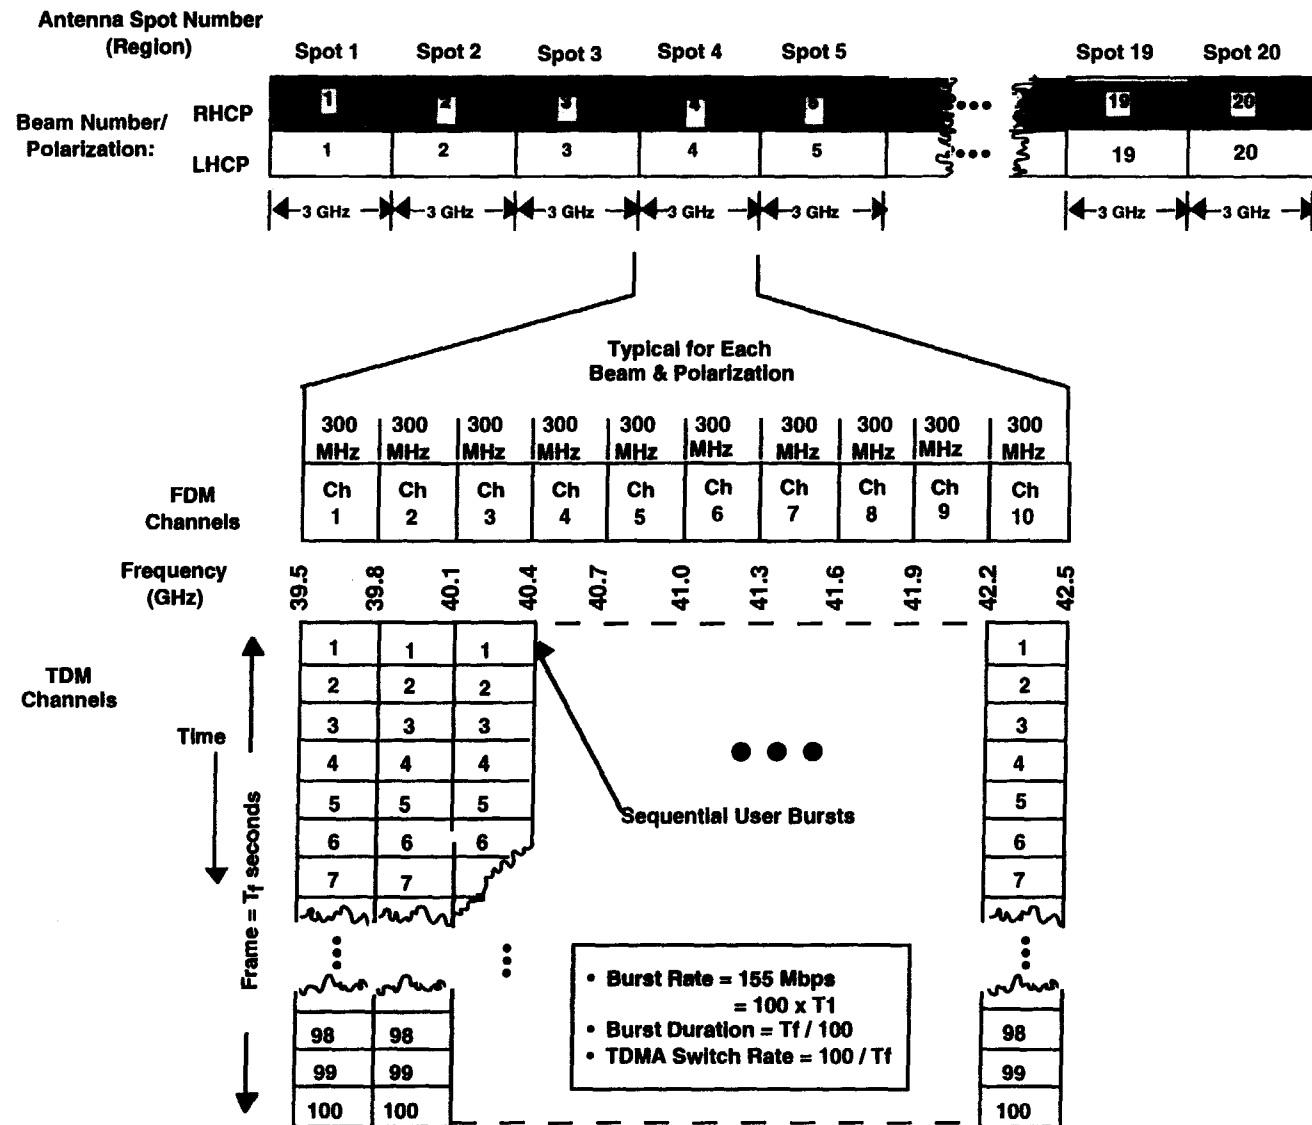 Antenna Spot Number
(Region)
Spot 1 Spot 2 Spot 3 Spot 4 Spot 5 Spot 19 Spot 20
Beam Number/
Polarization:
RHCP 1 2 3 4 5 19 20
LHCP 1 2 3 4 5 19 20
3 GHz 3 GHz 3 GHz 3 GHz 3 GHz 3 GHz 3 GHz
Typical for Each
Beam & Polarization
300 300 300 300 300 300 300 300 300 300
MHz MHz MHz MHz MHz MHz MHz MHz MHz MHz
FDM
Channels
Ch Ch Ch Ch Ch Ch Ch Ch Ch Ch
1 2 3 4 5 6 7 8 9 10
Frequency
(GHz)
39.5 39.8 40.1 40.4 40.7 41.0 41.3 41.6 41.9 42.2 42.5
TDM
Channels
Time
Frame = Tf seconds
1 1 1 1
2 2 2 2
3 3 3 3
4 4 4 4
5 5 5 5
6 6 6 6
7 7 7
Sequential User Bursts
• Burst Rate = 155 Mbps
= 100 x T1
• Burst Duration = Tf / 100
• TDMA Switch Rate = 100 / Tf
98 98 98
99 99 99
100 100 100